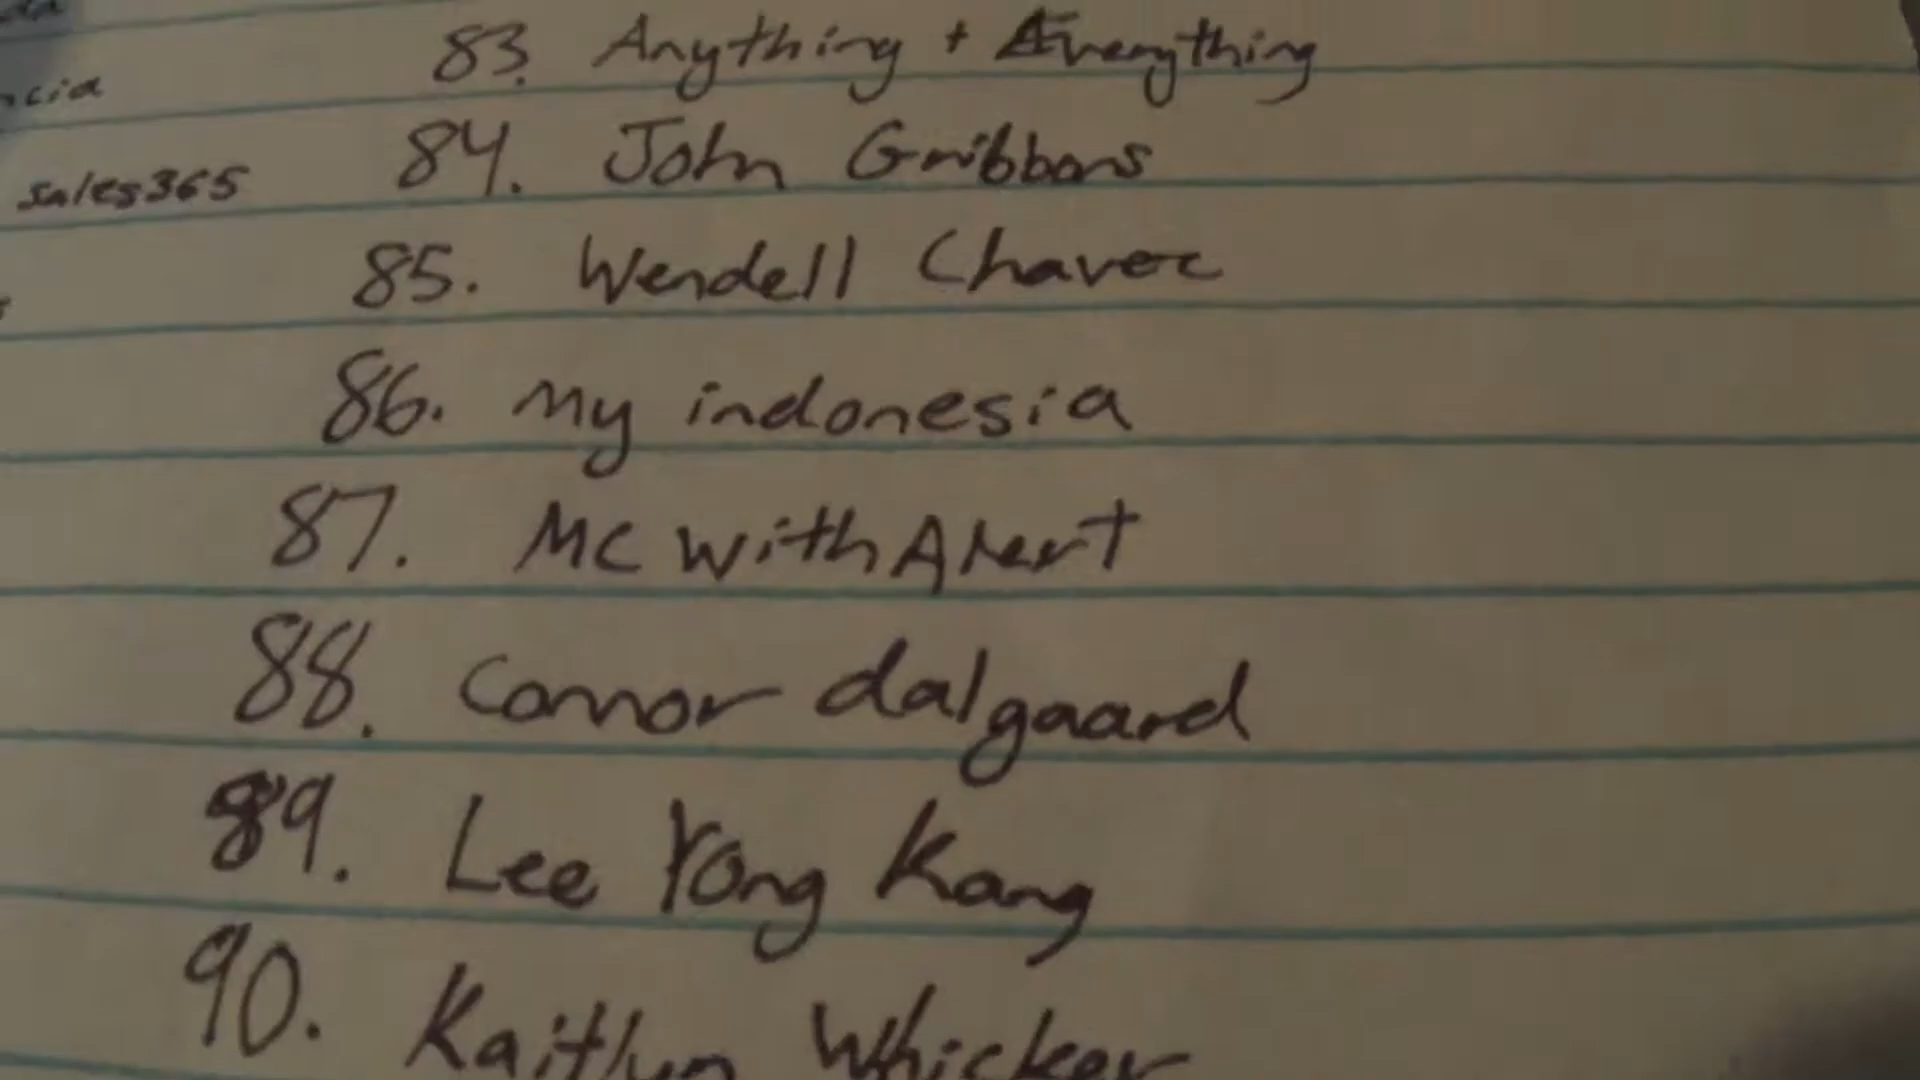 83. Anything + Everything
84. John Gribbons
sales365
85. Wendell Chavez
86. My indonesia
87. MC With Alert
88. Connor dalgaard
89. Lee Yong Kang
90. Kaitlyn Whicker